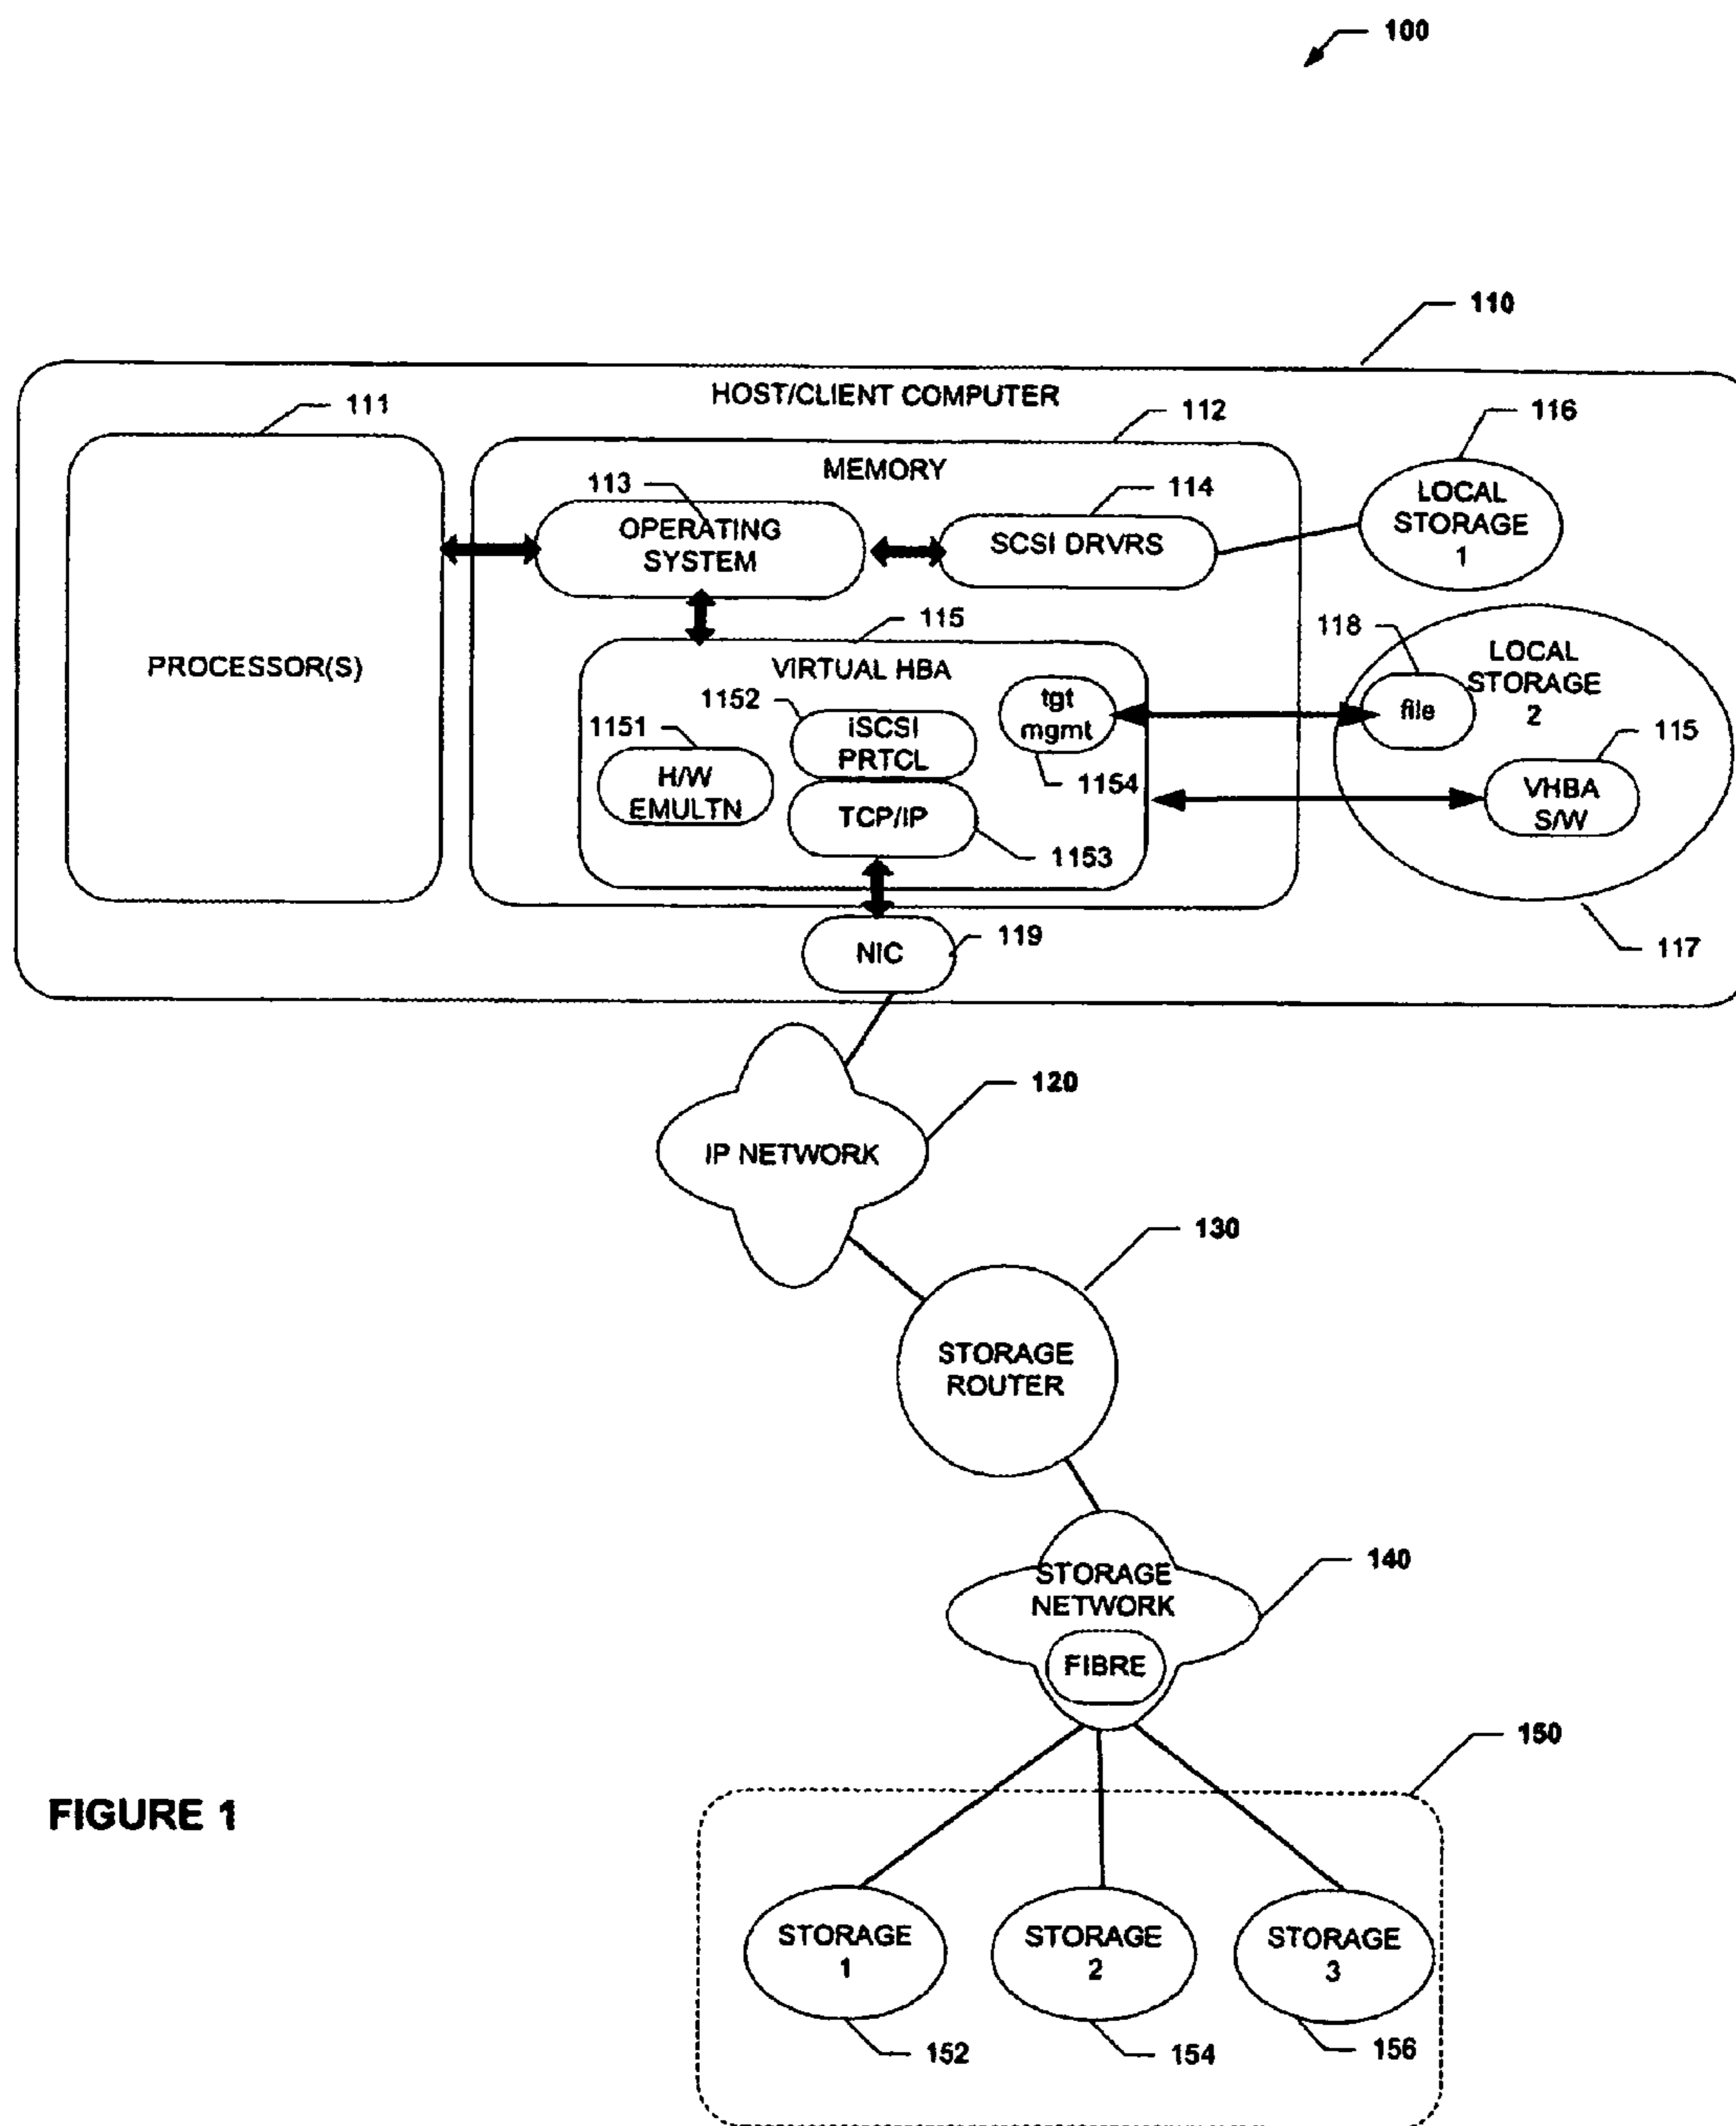 100
110
HOST/CLIENT COMPUTER
111
112
116
MEMORY
LOCAL
STORAGE
1
113
114
OPERATING
SYSTEM
SCSI DRVRS
115
118
PROCESSOR(S)
VIRTUAL HBA
LOCAL
STORAGE
2
1152
tgt
mgmt
file
1151
iSCSI
PRTCL
115
H/W
EMULTN
1154
VHBA
S/W
TCP/IP
1153
119
NIC
117
120
IP NETWORK
130
STORAGE
ROUTER
140
STORAGE
NETWORK
FIBRE
150
FIGURE 1
STORAGE
1
STORAGE
2
STORAGE
3
152
154
156